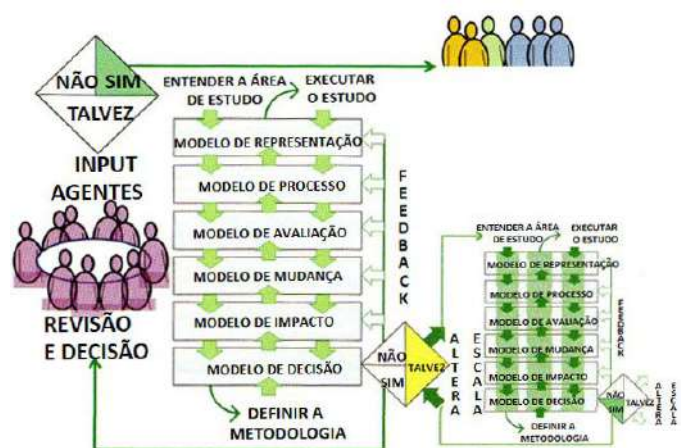 NÃO SIM
TALVEZ
INPUT
AGENTES
REVISÃO
E DECISÃO
ENTENDER A ÁREA
DE ESTUDO
EXECUTAR
O ESTUDO
MODELO DE REPRESENTAÇÃO
MODELO DE PROCESSO
MODELO DE AVALIAÇÃO
MODELO DE MUDANÇA
MODELO DE IMPACTO
MODELO DE DECISÃO
DEFINIR A
METODOLOGIA
FEEDBACK
NÃO
SIM
TALVEZ
ALTERA
ESCALA
ENTENDER A ÁREA
DE ESTUDO
EXECUTAR
O ESTUDO
MODELO DE REPRESENTAÇÃO
MODELO DE PROCESSO
MODELO DE AVALIAÇÃO
MODELO DE MUDANÇA
MODELO DE IMPACTO
MODELO DE DECISÃO
DEFINIR A
METODOLOGIA
FEEDBACK
NÃO
SIM
TALVEZ
ALTERA
ESCALA